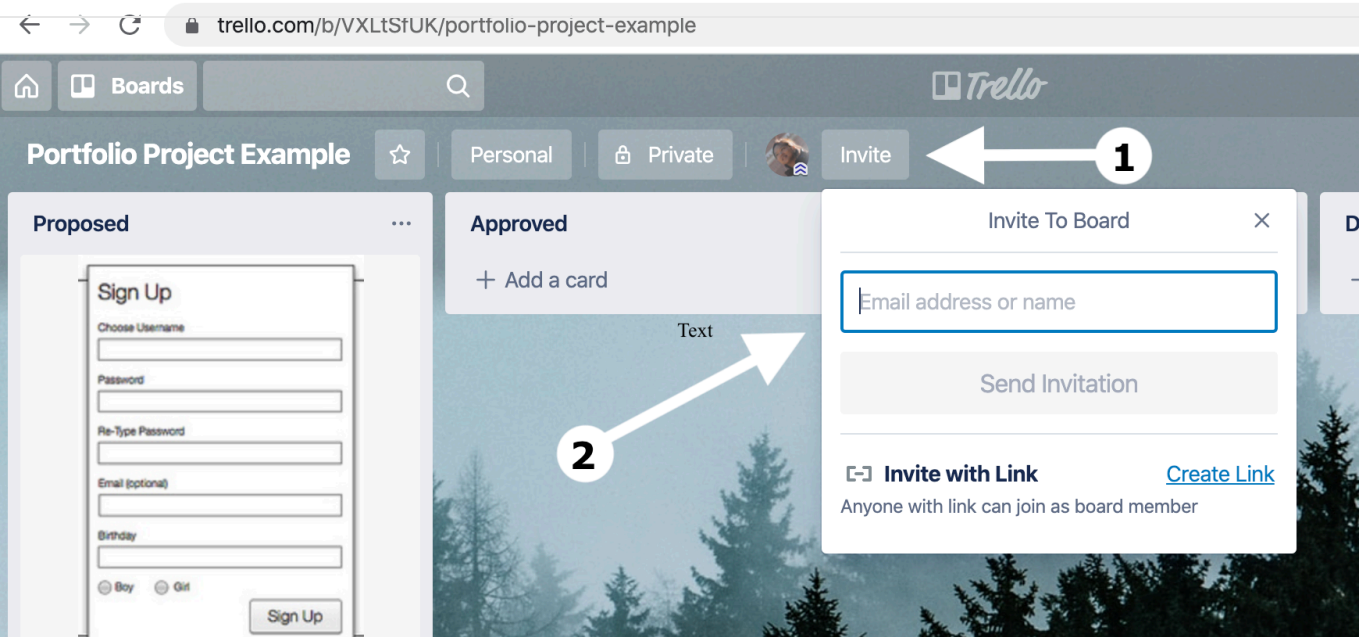 trello.com/b/VXLtSfUK/portfolio-project-example
Boards
Trello
Portfolio Project Example
Personal
Private
Invite
1
Proposed
...
Approved
+ Add a card
Invite To Board
Email address or name
Send Invitation
Invite with Link
Create Link
Anyone with link can join as board member
D
Text
2
Sign Up
Choose Username
Password
Re-Type Password
Email (optional)
Birthday
Boy
Girl
Sign Up